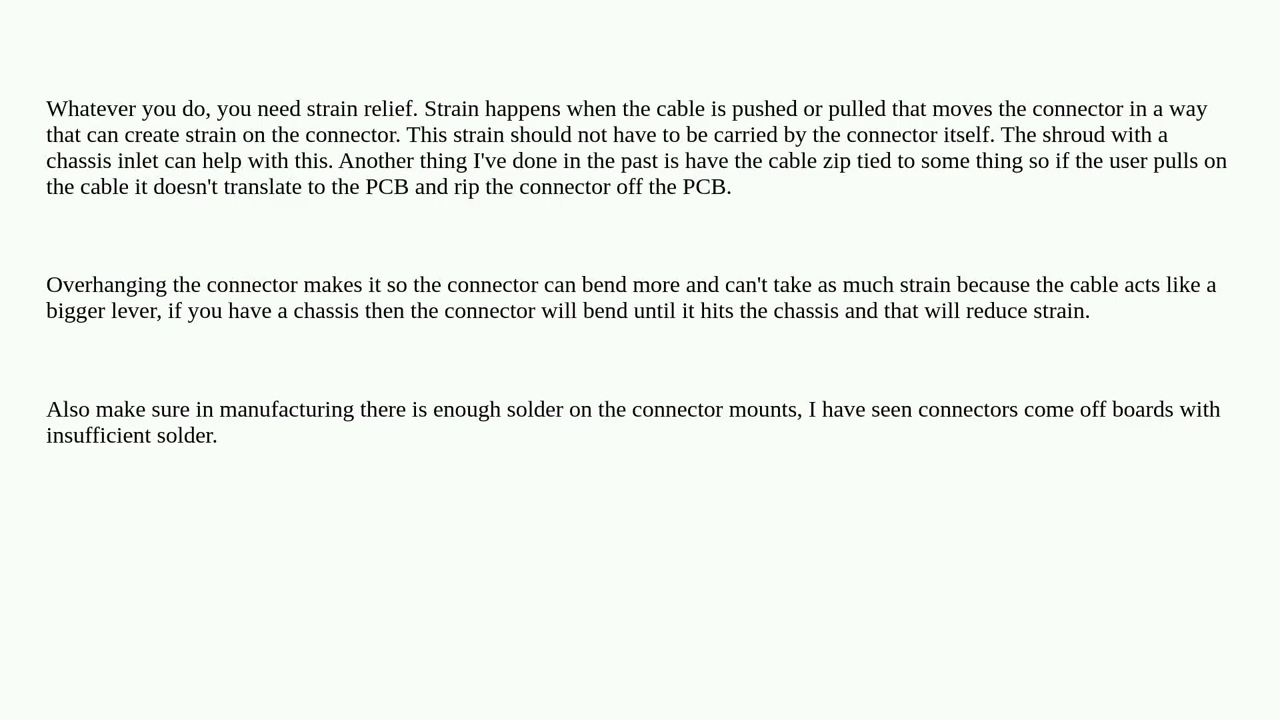 Whatever you do, you need strain relief. Strain happens when the cable is pushed or pulled that moves the connector in a way
that can create strain on the connector. This strain should not have to be carried by the connector itself. The shroud with a
chassis inlet can help with this. Another thing I've done in the past is have the cable zip tied to some thing so if the user pulls on
the cable it doesn't translate to the PCB and rip the connector off the PCB.
Overhanging the connector makes it so the connector can bend more and can't take as much strain because the cable acts like a
bigger lever, if you have a chassis then the connector will bend until it hits the chassis and that will reduce strain.
Also make sure in manufacturing there is enough solder on the connector mounts, I have seen connectors come off boards with
insufficient solder.